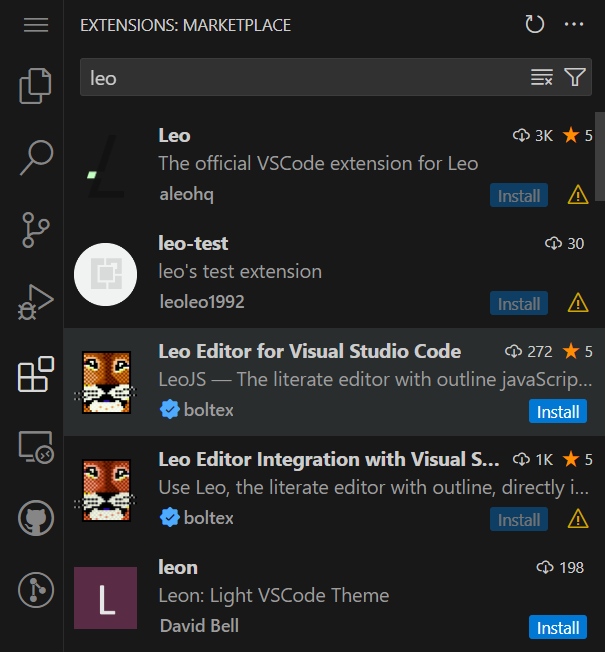 EXTENSIONS: MARKETPLACE
leo
Leo 3K 5
The official VSCode extension for Leo
aleohq Install
leo-test 30
leo's test extension
leoleo1992 Install
Leo Editor for Visual Studio Code 272 5
LeoJS — The literate editor with outline javaScrip...
boltex Install
Leo Editor Integration with Visual S... 1K 5
Use Leo, the literate editor with outline, directly i...
boltex Install
L
leon 198
Leon: Light VSCode Theme
David Bell Install